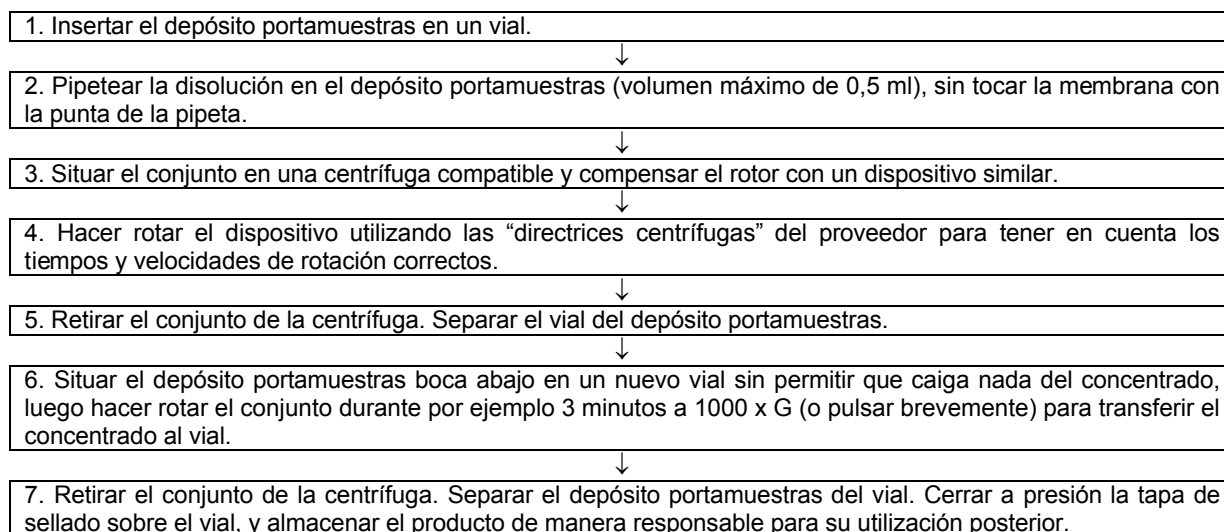 1. Insertar el depósito portamuestras en un vial.
↓
2. Pipetear la disolución en el depósito portamuestras (volumen máximo de 0,5 ml), sin tocar la membrana con
la punta de la pipeta.
↓
3. Situar el conjunto en una centrífuga compatible y compensar el rotor con un dispositivo similar.
↓
4. Hacer rotar el dispositivo utilizando las “directrices centrífugas” del proveedor para tener en cuenta los
tiempos y velocidades de rotación correctos.
↓
5. Retirar el conjunto de la centrífuga. Separar el vial del depósito portamuestras.
↓
6. Situar el depósito portamuestras boca abajo en un nuevo vial sin permitir que caiga nada del concentrado,
luego hacer rotar el conjunto durante por ejemplo 3 minutos a 1000 x G (o pulsar brevemente) para transferir el
concentrado al vial.
↓
7. Retirar el conjunto de la centrífuga. Separar el depósito portamuestras del vial. Cerrar a presión la tapa de
sellado sobre el vial, y almacenar el producto de manera responsable para su utilización posterior.